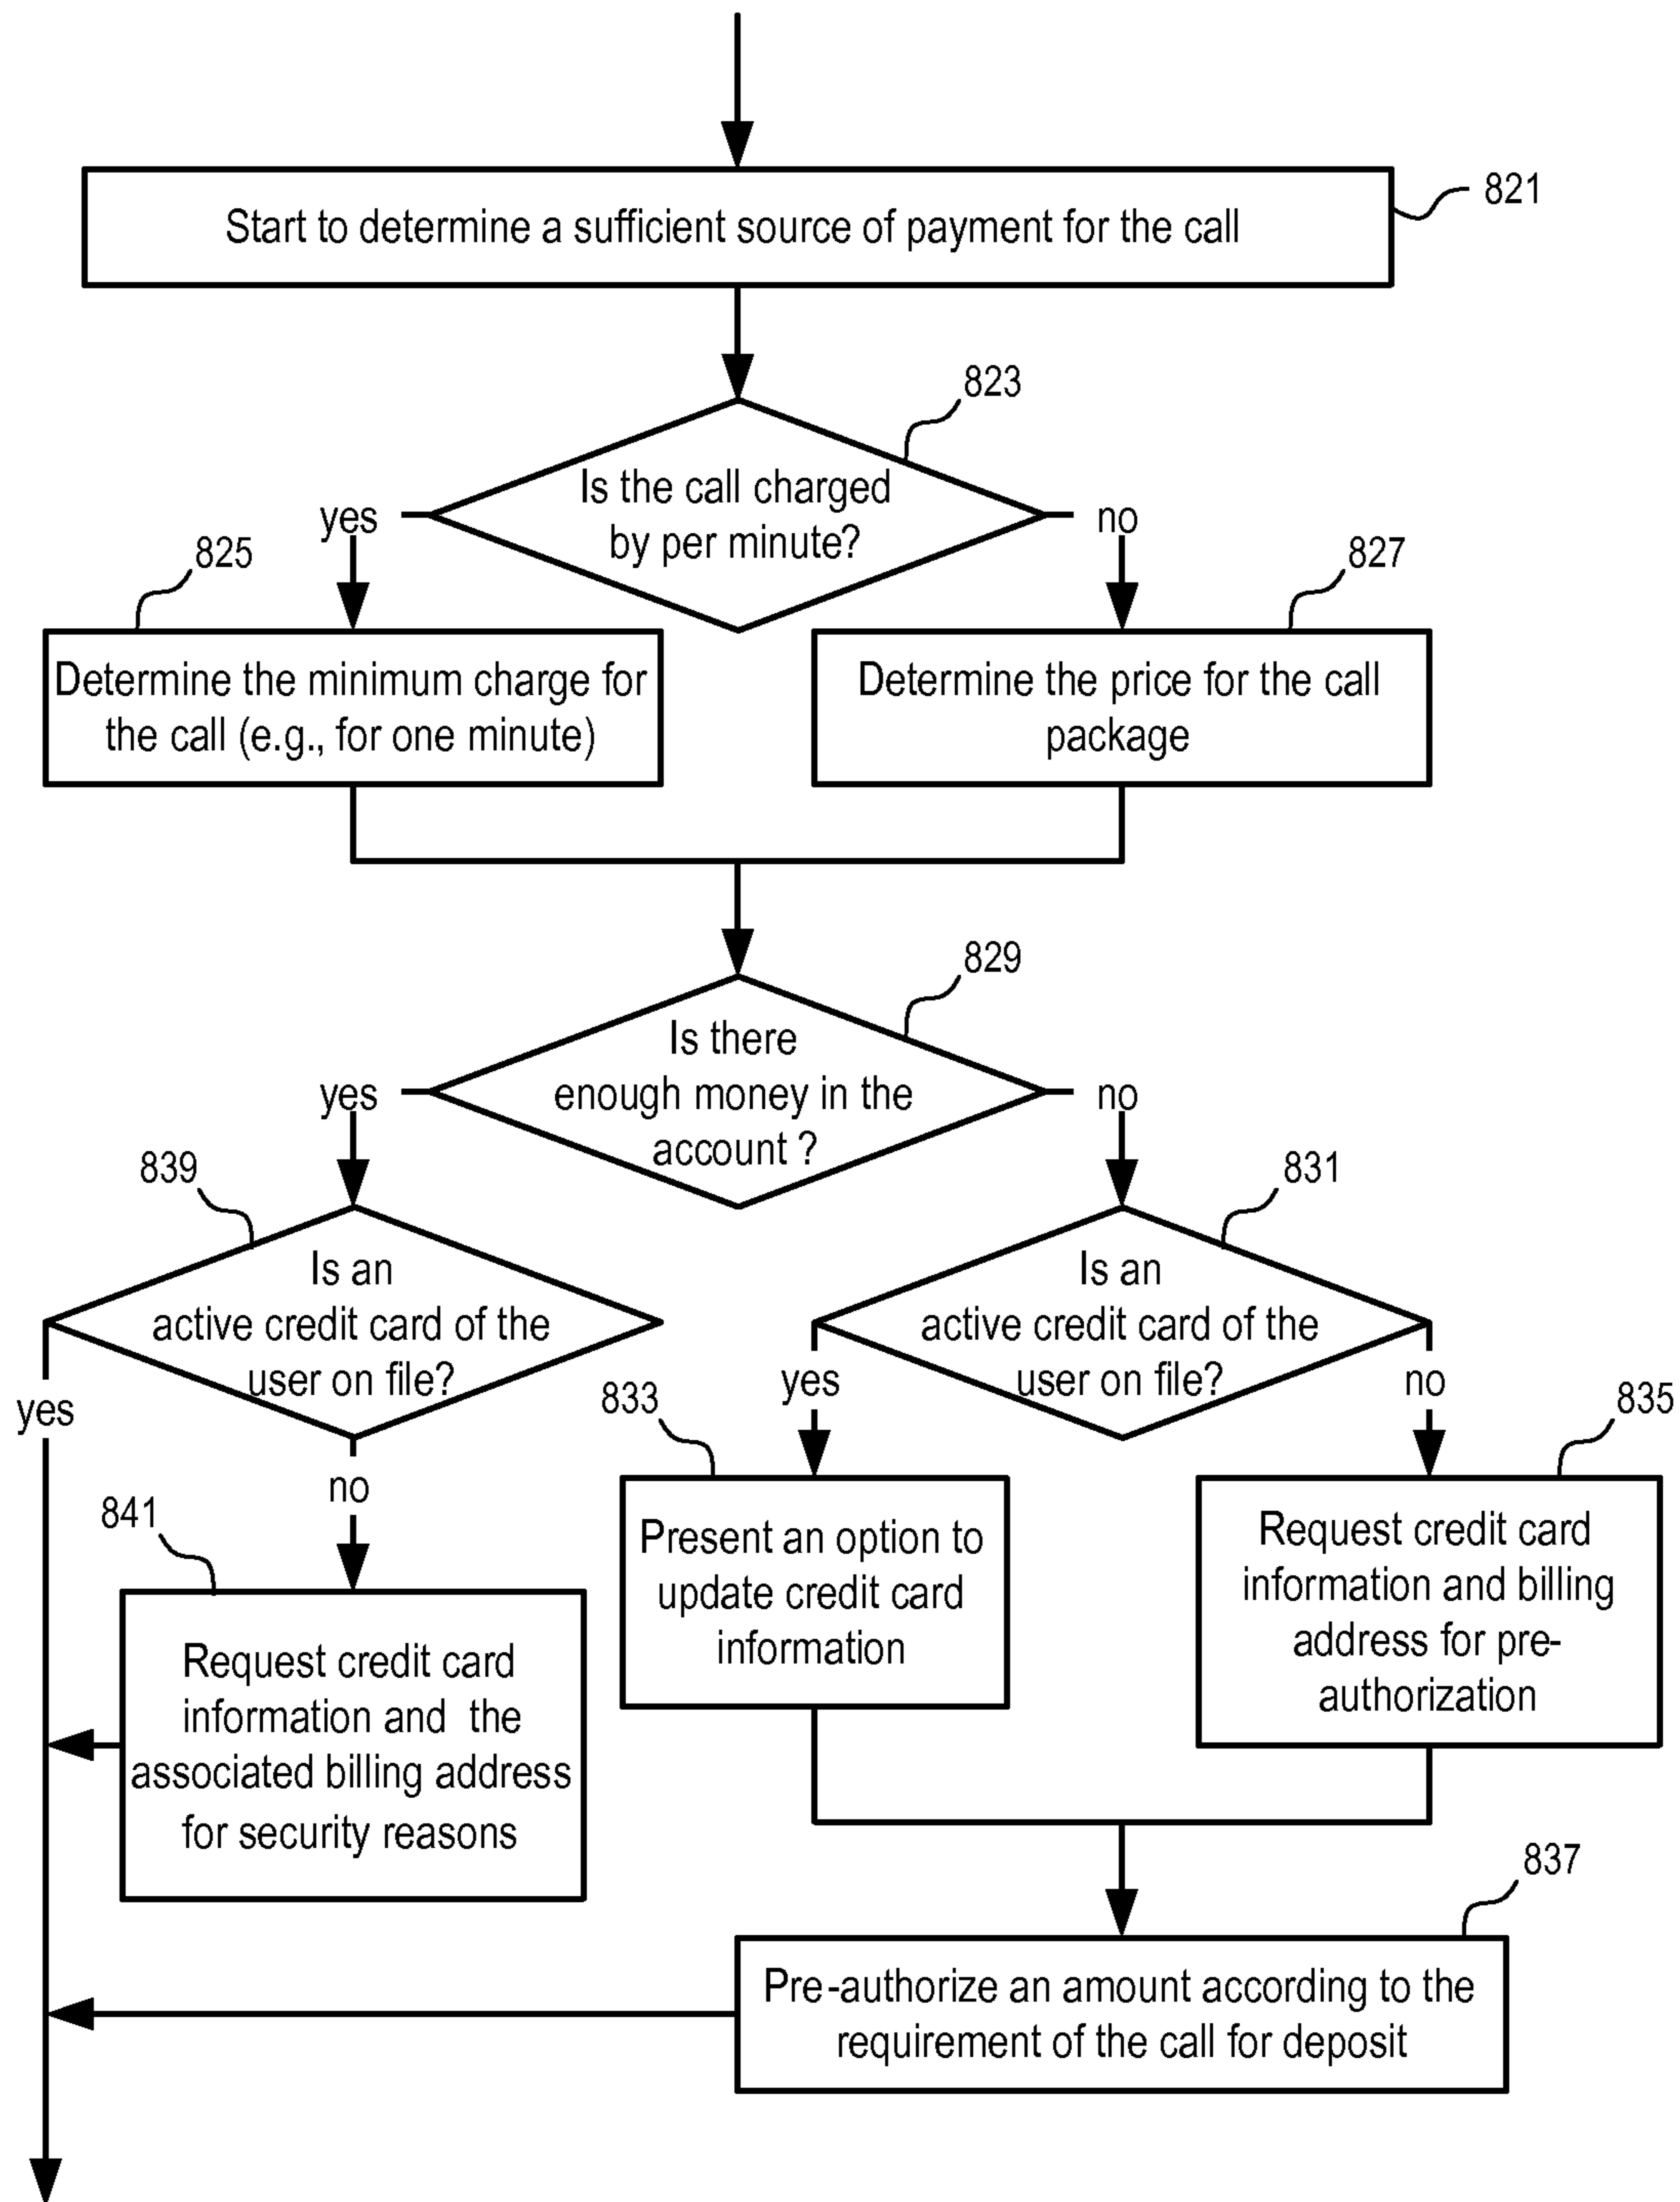 Start to determine a sufficient source of payment for the call
821
823
Is the call charged
by per minute?
yes
no
825
827
Determine the minimum charge for
the call (e.g., for one minute)
Determine the price for the call
package
829
Is there
enough money in the
account ?
yes
no
839
831
Is an
active credit card of the
user on file?
Is an
active credit card of the
user on file?
yes
no
yes
no
833
835
841
Present an option to
update credit card
information
Request credit card
information and billing
address for pre-
authorization
Request credit card
information and  the
associated billing address
for security reasons
837
Pre-authorize an amount according to the
requirement of the call for deposit